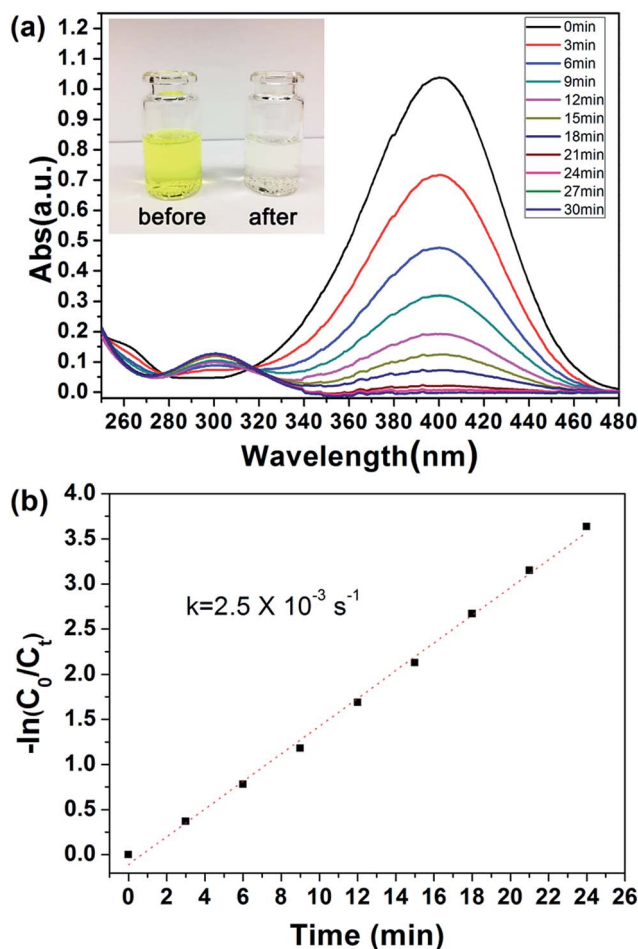 (a)
1.2
1.1
1.0
0.9
0.8
0.7
0.6
0.5
0.4
0.3
0.2
0.1
0.0
Abs(a.u.)
before after
0min
3min
6min
9min
12min
15min
18min
21min
24min
27min
30min
260 280 300 320 340 360 380 400 420 440 460 480
Wavelength(nm)
(b)
4.0
3.5
3.0
2.5
2.0
1.5
1.0
0.5
0.0
-ln(C₀/Cₜ)
k=2.5 X 10⁻³ s⁻¹
0 2 4 6 8 10 12 14 16 18 20 22 24 26
Time (min)